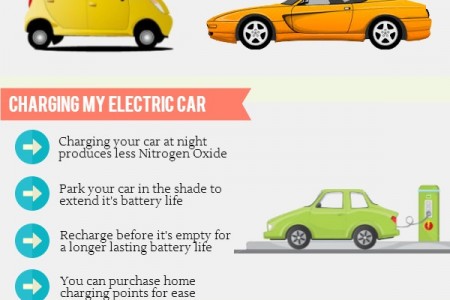 CHARGING MY ELECTRIC CAR
Charging your car at night
produces less Nitrogen Oxide
Park your car in the shade to
extend it's battery life
Recharge before it's empty for
a longer lasting battery life
You can purchase home
charging points for ease